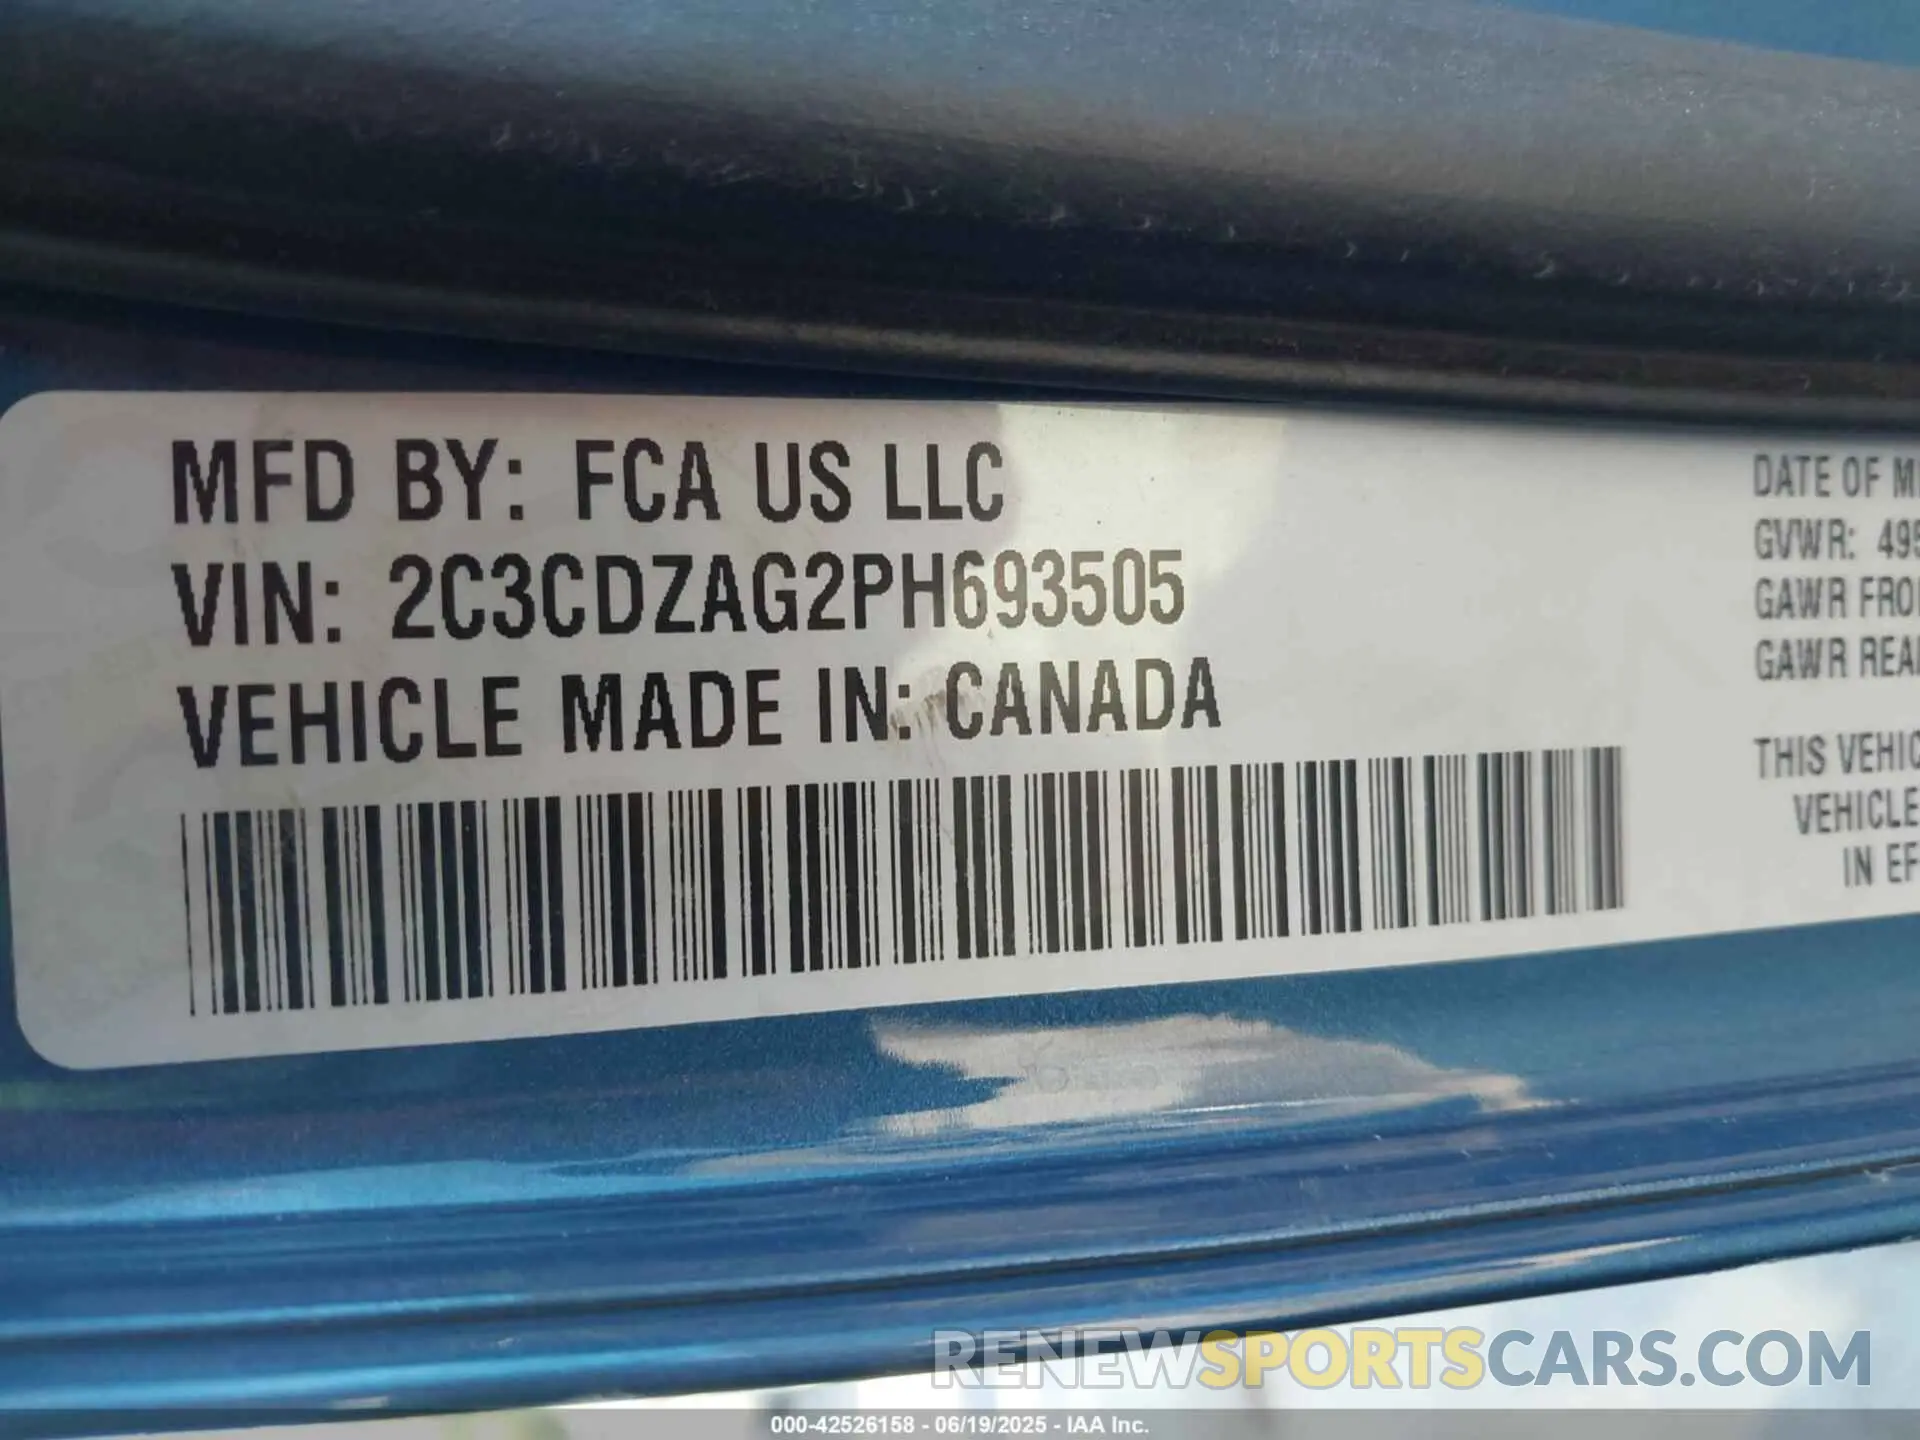 MFD BY: FCA US LLC
VIN: 2C3CDZAG2PH693505
VEHICLE MADE IN: CANADA
DATE OF M
GVWR: 495
GAWR FRO
GAWR REA
THIS VEHIC
VEHICLE
IN EF
RENEWSPORTSCARS.COM
000-42526158 - 06/19/2025 - IAA Inc.